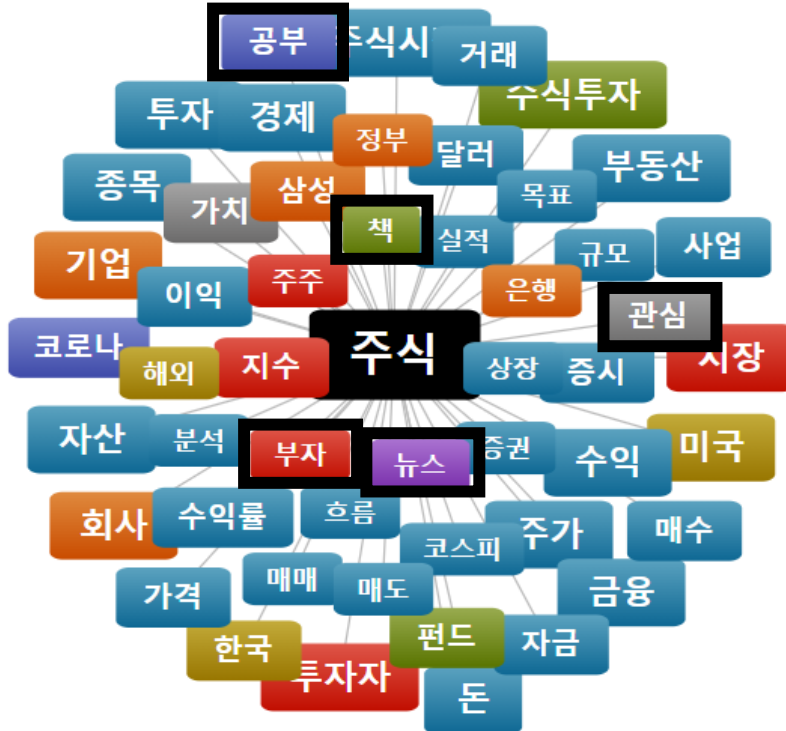 공부
주식시
거래
주식투자
투자
경제
정부
달러
부동산
종목
가치
삼성
목표
책
실적
규모
사업
기업
이익
주주
은행
관심
코로나
해외
지수
주식
상장
증시
시장
자산
분석
부자
뉴스
증권
수익
미국
회사
수익률
흐름
코스피
주가
매수
가격
매매
매도
금융
한국
투자자
펀드
자금
돈